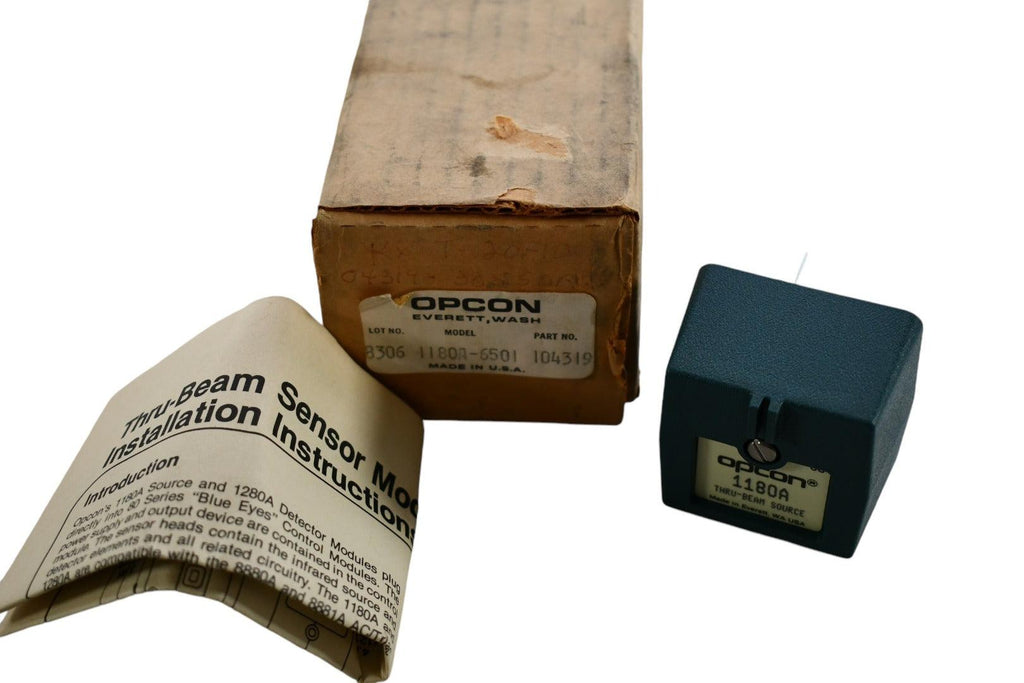 OPCON
EVERETT, WASH
LOT NO. MODEL PART NO.
8306 1180A-6501 104319
MADE IN U.S.A.
Thru-Beam Sensor Mod
Installation Instructions
Introduction
Opcon's 1180A Source and 1280A Detector Modules plug
directly into 80 Series "Blue Eyes" Control Modules. The
power supply and output device are contained in the control
module. The sensor heads contain the infrared source and
detector elements and all related circuitry. The 1180A and
1280A are compatible with the 8880A and 8881A AC/
opcon®
1180A
THRU-BEAM SOURCE
Made in Everett, WA USA